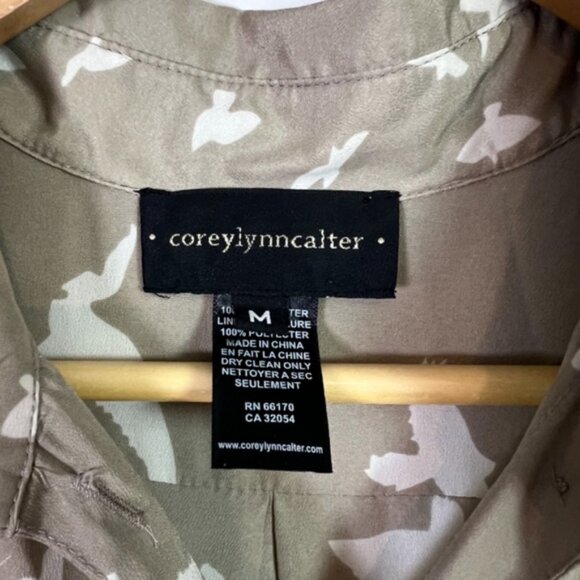 • coreylynncalter •
M
100% POLYESTER
MADE IN CHINA
EN FAIT LA CHINE
DRY CLEAN ONLY
NETTOYER A SEC
SEULEMENT
RN 66170
CA 32054
www.coreylynncalter.com